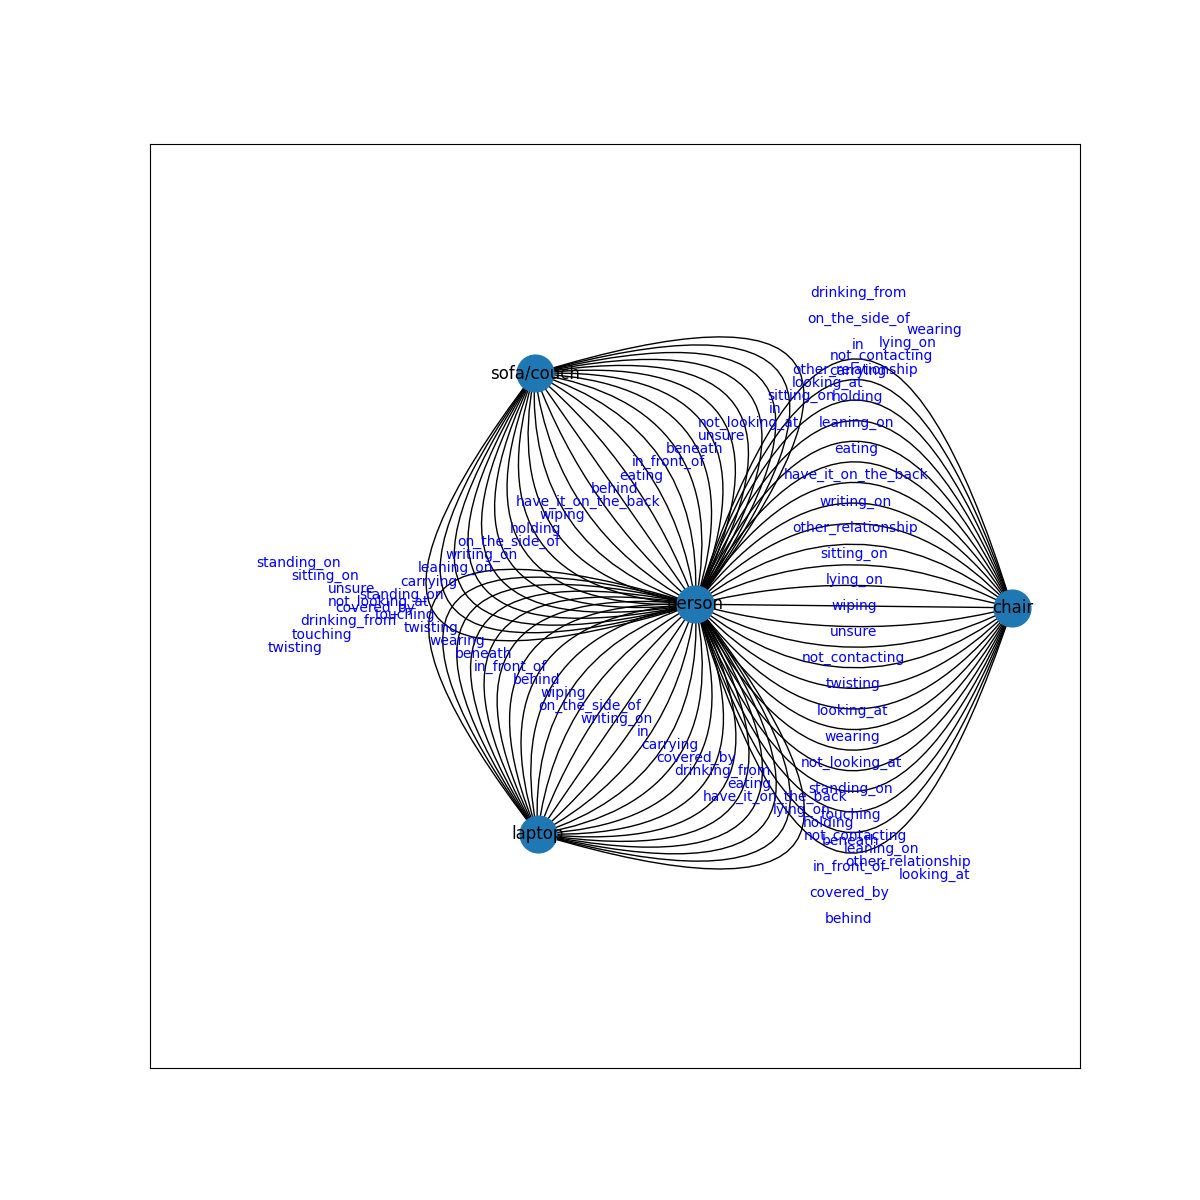 drinking_from
on_the_side_of
wearing
lying_on
in
not_contacting
other_relationship
carrying
sofa/couch
looking_at
sitting_on
holding
in
not_looking_at
leaning_on
unsure
beneath
eating
in_front_of
eating
have_it_on_the_back
behind
have_it_on_the_back
writing_on
wiping
holding
other_relationship
on_the_side_of
writing_on
sitting_on
standing_on
leaning_on
sitting_on
carrying
lying_on
unsure
standing_on
not_looking_at
person
wiping
chair
covered_by
touching
drinking_from
twisting
unsure
touching
wearing
twisting
beneath
not_contacting
in_front_of
behind
twisting
wiping
on_the_side_of
looking_at
writing_on
in
wearing
carrying
covered_by
not_looking_at
drinking_from
eating
standing_on
have_it_on_the_back
lying_on
touching
holding
laptop
not_contacting
beneath
leaning_on
other_relationship
in_front_of
looking_at
covered_by
behind